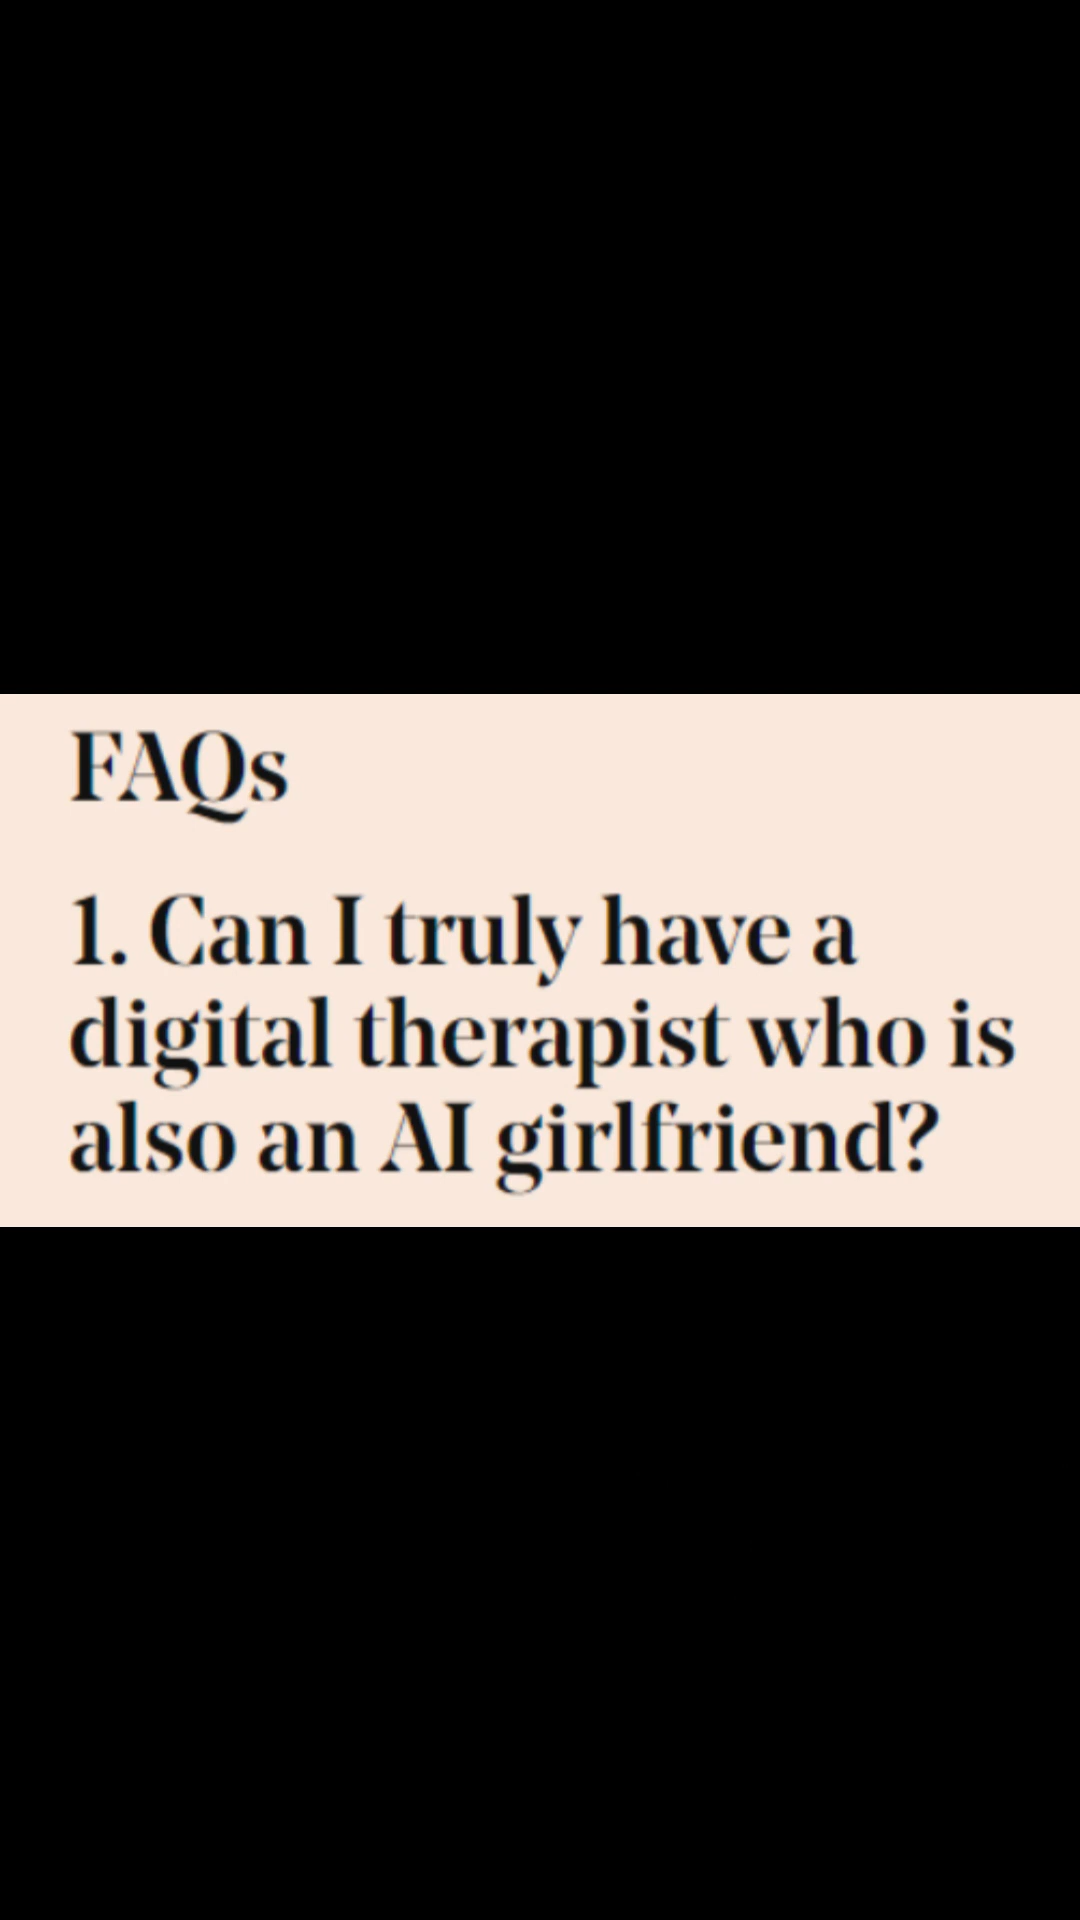 FAQs
1. Can I truly have a
digital therapist who is
also an AI girlfriend?